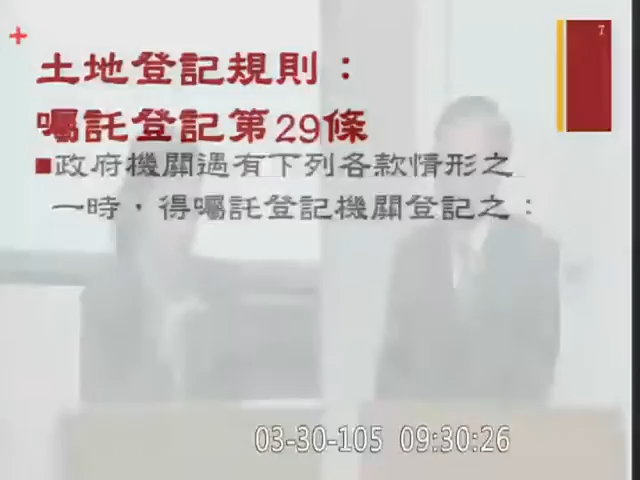 7
土地登記規則：
囑託登記第29條
■政府機關遇有下列各款情形之
一時，得囑託登記機關登記之：
03-30-105 09:30:26